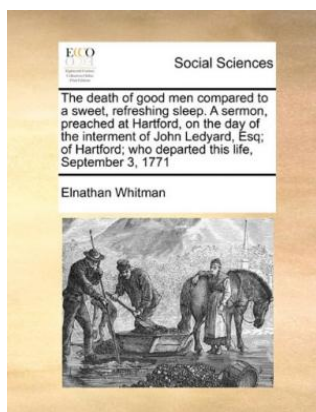 ECCO
Social Sciences
The death of good men compared to
a sweet, refreshing sleep. A sermon,
preached at Hartford, on the day of
the interment of John Ledyard, Esq;
of Hartford; who departed this life,
September 3, 1771
Elnathan Whitman